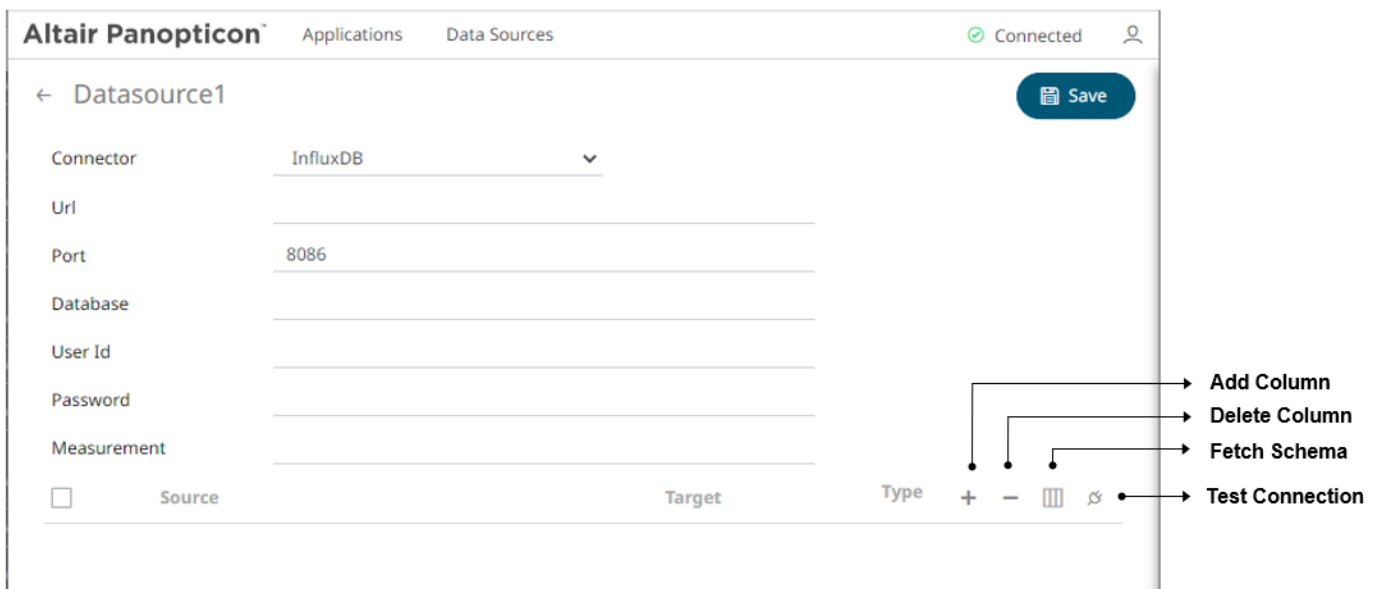 Altair Panopticon™ Applications Data Sources Connected
← Datasource1 Save
Connector InfluxDB
Url
Port 8086
Database
User Id
Password
Measurement
Add Column
Delete Column
Fetch Schema
Source Target Type + − Test Connection